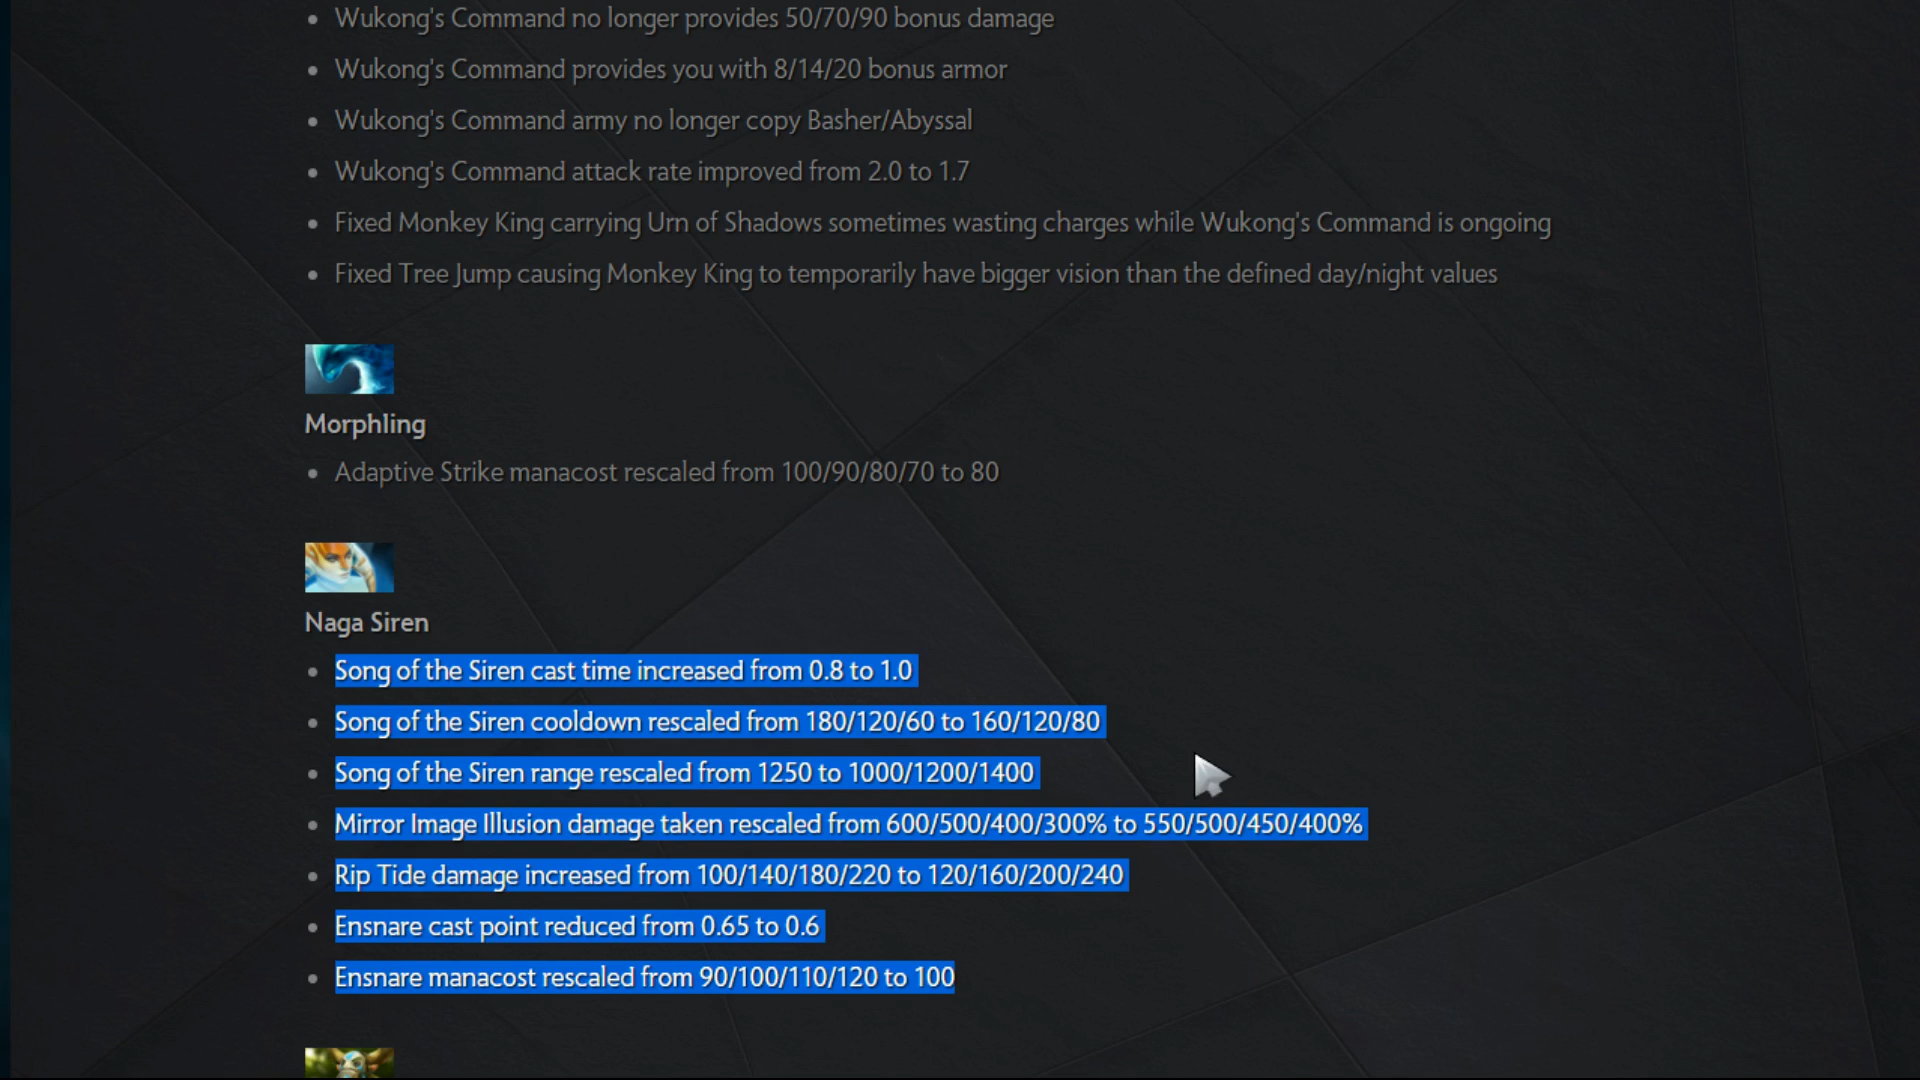 Wukong's Command no longer provides 50/70/90 bonus damage
Wukong's Command provides you with 8/14/20 bonus armor
Wukong's Command army no longer copy Basher/Abyssal
Wukong's Command attack rate improved from 2.0 to 1.7
Fixed Monkey King carrying Urn of Shadows sometimes wasting charges while Wukong's Command is ongoing
Fixed Tree Jump causing Monkey King to temporarily have bigger vision than the defined day/night values
Morphling
Adaptive Strike manacost rescaled from 100/90/80/70 to 80
Naga Siren
Song of the Siren cast time increased from 0.8 to 1.0
Song of the Siren cooldown rescaled from 180/120/60 to 160/120/80
Song of the Siren range rescaled from 1250 to 1000/1200/1400
Mirror Image Illusion damage taken rescaled from 600/500/400/300% to 550/500/450/400%
Rip Tide damage increased from 100/140/180/220 to 120/160/200/240
Ensnare cast point reduced from 0.65 to 0.6
Ensnare manacost rescaled from 90/100/110/120 to 100